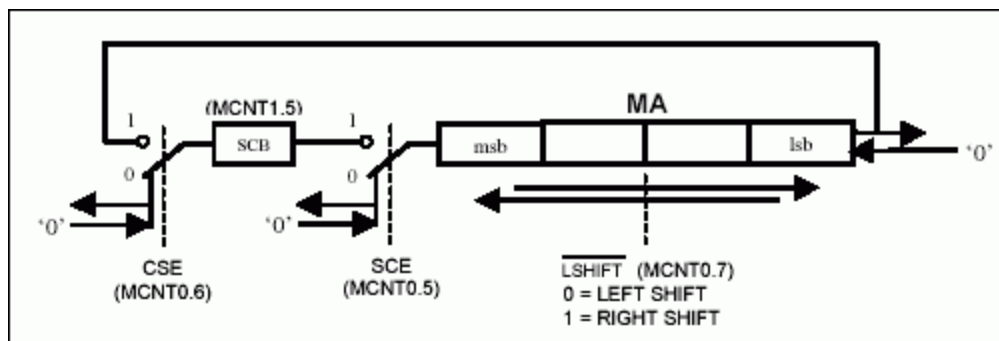 (MCNT1.5)
MA
1
SCB
1
msb
lsb
0
0
'0'
'0'
'0'
CSE
(MCNT0.6)
SCE
(MCNT0.5)
LSHIFT (MCNT0.7)
0 = LEFT SHIFT
1 = RIGHT SHIFT